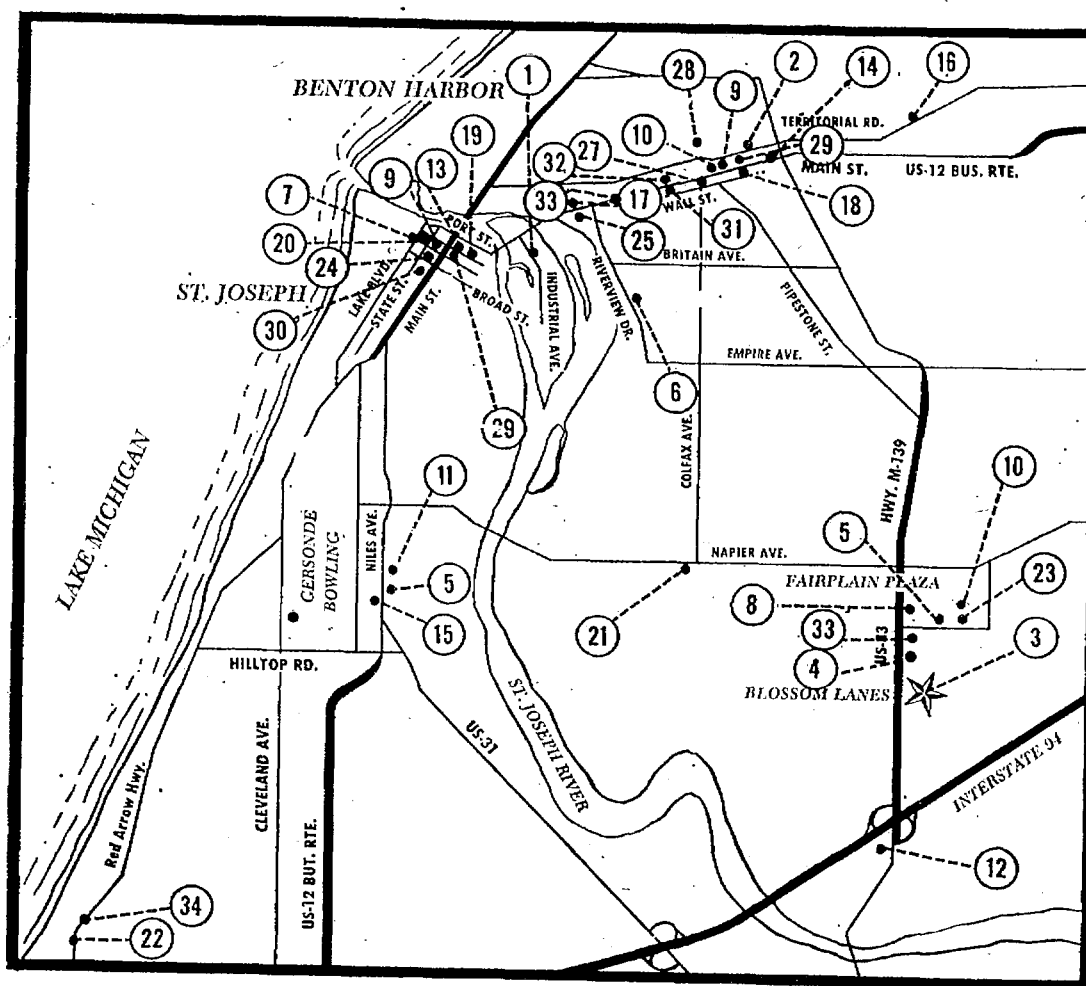 BENTON HARBOR
1
28
2
9
14
16
TERRITORIAL RD.
10
29
MAIN ST.
US-12 BUS. RTE.
19
32
27
13
9
7
33
17
WALL ST.
31
18
PORT ST.
25
20
BRITAIN AVE.
24
LAKE BLVD.
ST. JOSEPH
STATE ST.
MAIN ST.
BROAD ST.
INDUSTRIAL AVE.
RIVERVIEW DR.
PIPESTONE ST.
30
EMPIRE AVE.
6
29
COLFAX AVE.
HWY. M-139
LAKE MICHIGAN
11
10
GERSONDE
BOWLING
NILES AVE.
5
NAPIER AVE.
FAIRPLAIN PLAZA
5
23
8
15
21
33
3
US-33
4
HILLTOP RD.
BLOSSOM LANES
ST. JOSEPH RIVER
US-31
CLEVELAND AVE.
INTERSTATE 94
Red Arrow Hwy.
US-12 BUT. RTE.
12
34
22